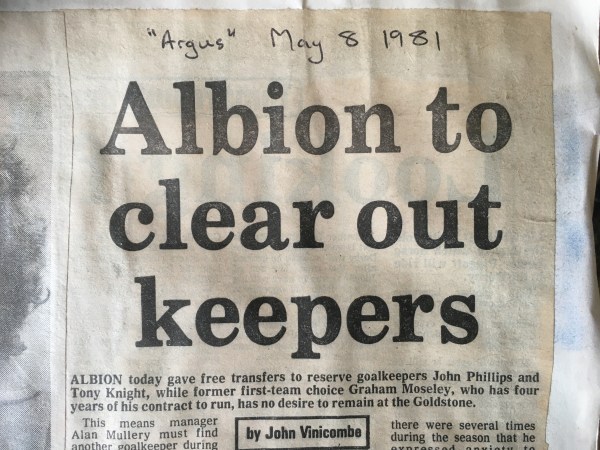 "Argus" May 8 1981
Albion to
clear out
keepers
ALBION today gave free transfers to reserve goalkeepers John Phillips and
Tony Knight, while former first-team choice Graham Moseley, who has four
years of his contract to run, has no desire to remain at the Goldstone.
This means manager
Alan Mullery must find
another goalkeeper during
by John Vinicombe
there were several times
during the season that he
expressed anxiety to